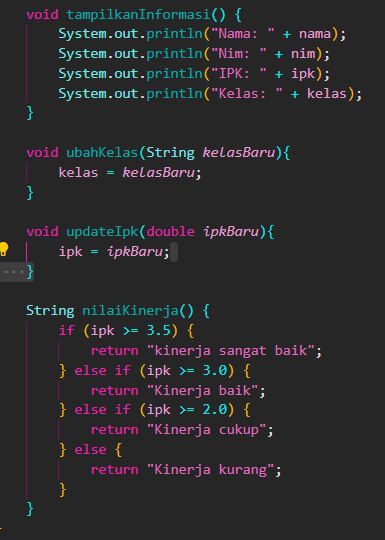 void tampilkanInformasi() {
    System.out.println("Nama: " + nama);
    System.out.println("Nim: " + nim);
    System.out.println("IPK: " + ipk);
    System.out.println("Kelas: " + kelas);
}

void ubahKelas(String kelasBaru){
    kelas = kelasBaru;
}

void updateIpk(double ipkBaru){
    ipk = ipkBaru;
}

String nilaiKinerja() {
    if (ipk >= 3.5) {
        return "kinerja sangat baik";
    } else if (ipk >= 3.0) {
        return "Kinerja baik";
    } else if (ipk >= 2.0) {
        return "Kinerja cukup";
    } else {
        return "Kinerja kurang";
    }
}